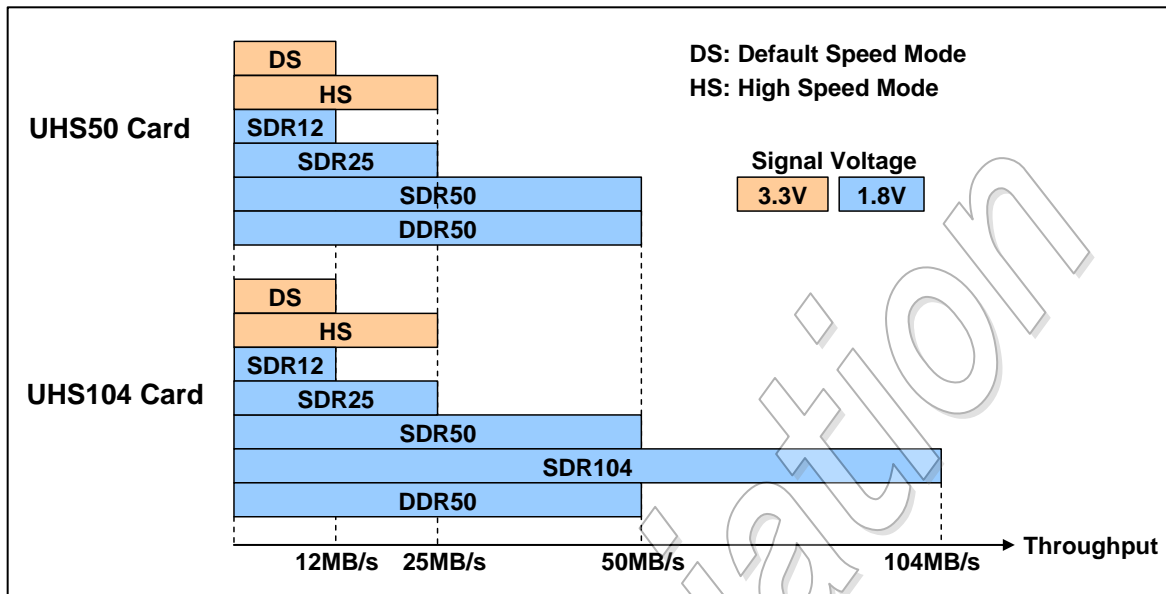 DS
HS
UHS50 Card
SDR12
SDR25
SDR50
DDR50
DS: Default Speed Mode
HS: High Speed Mode
Signal Voltage
3.3V 1.8V
DS
HS
SDR12
UHS104 Card
SDR25
SDR50
SDR104
DDR50
12MB/s 25MB/s 50MB/s 104MB/s Throughput
ation